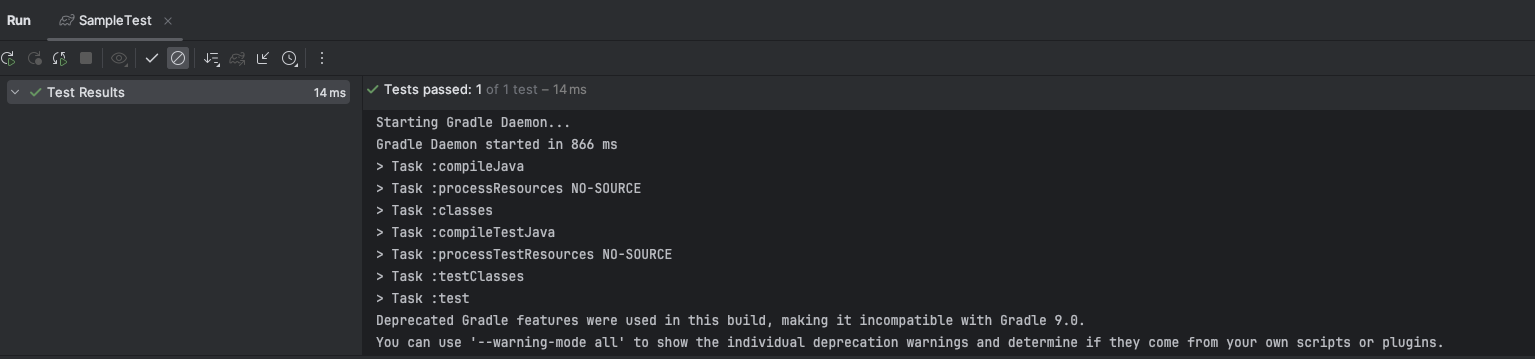 Run SampleTest
Test Results 14 ms
Tests passed: 1 of 1 test – 14 ms
Starting Gradle Daemon...
Gradle Daemon started in 866 ms
> Task :compileJava
> Task :processResources NO-SOURCE
> Task :classes
> Task :compileTestJava
> Task :processTestResources NO-SOURCE
> Task :testClasses
> Task :test
Deprecated Gradle features were used in this build, making it incompatible with Gradle 9.0.
You can use '--warning-mode all' to show the individual deprecation warnings and determine if they come from your own scripts or plugins.